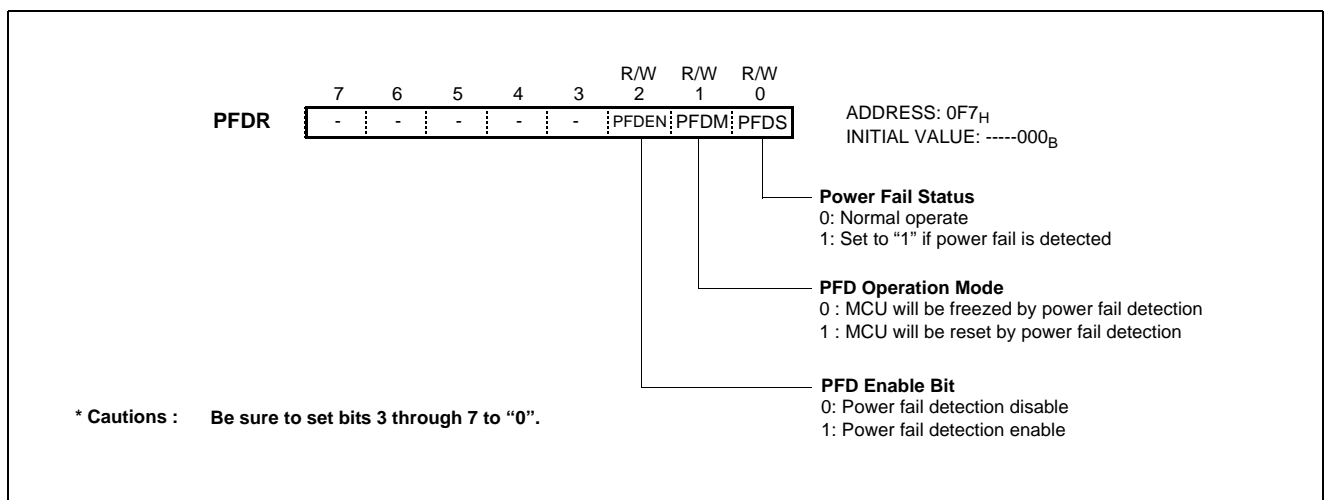 R/W R/W R/W
7 6 5 4 3 2 1 0
PFDR - - - - - PFDEN PFDM PFDS
ADDRESS: 0F7H
INITIAL VALUE: -----000B
Power Fail Status
0: Normal operate
1: Set to “1” if power fail is detected
PFD Operation Mode
0 : MCU will be freezed by power fail detection
1 : MCU will be reset by power fail detection
PFD Enable Bit
0: Power fail detection disable
1: Power fail detection enable
* Cautions : Be sure to set bits 3 through 7 to “0”.